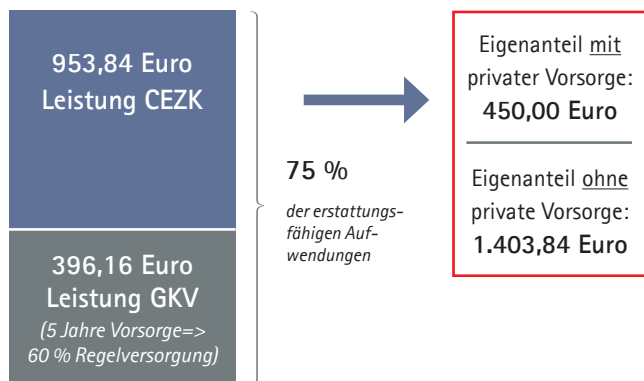 953,84 Euro
Leistung CEZK
396,16 Euro
Leistung GKV
(5 Jahre Vorsorge=>
60 % Regelversorgung)
75 %
der erstattungs-
fähigen Auf-
wendungen
Eigenanteil mit
privater Vorsorge:
450,00 Euro
Eigenanteil ohne
private Vorsorge:
1.403,84 Euro